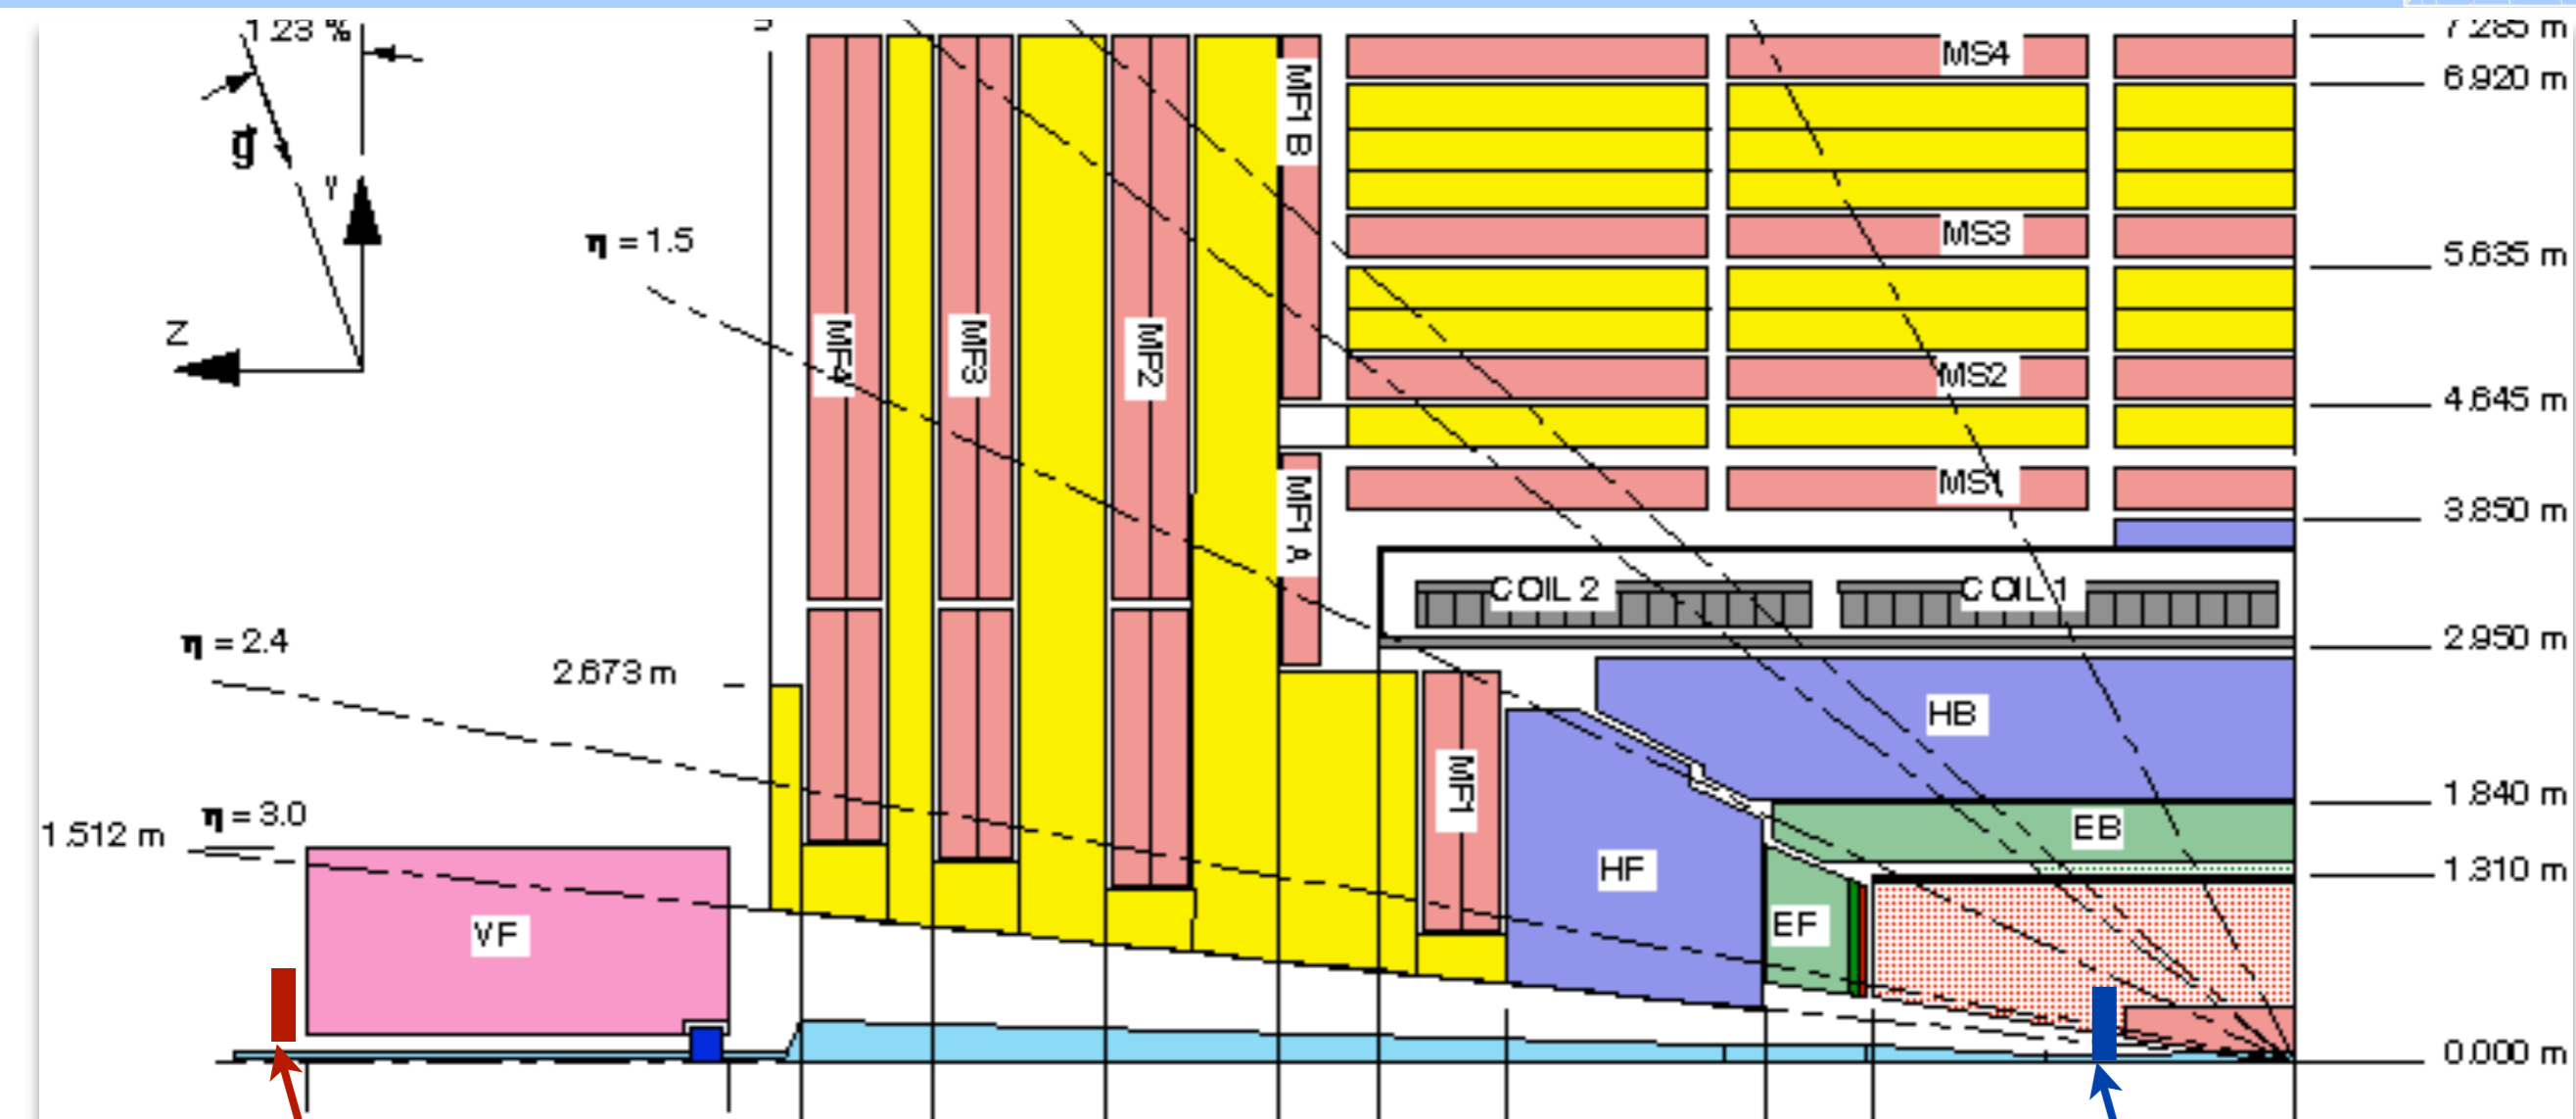 1.23 %
g
Y
Z
η = 1.5
η = 2.4
η = 3.0
2.673 m
1.512 m
VF
MF4
MF3
MF2
MF1 B
MF1 A
MF1
MS4
MS3
MS2
MS1
COIL 2
COIL 1
HB
EB
HF
EF
7.285 m
6.920 m
5.635 m
4.645 m
3.850 m
2.950 m
1.840 m
1.310 m
0.000 m